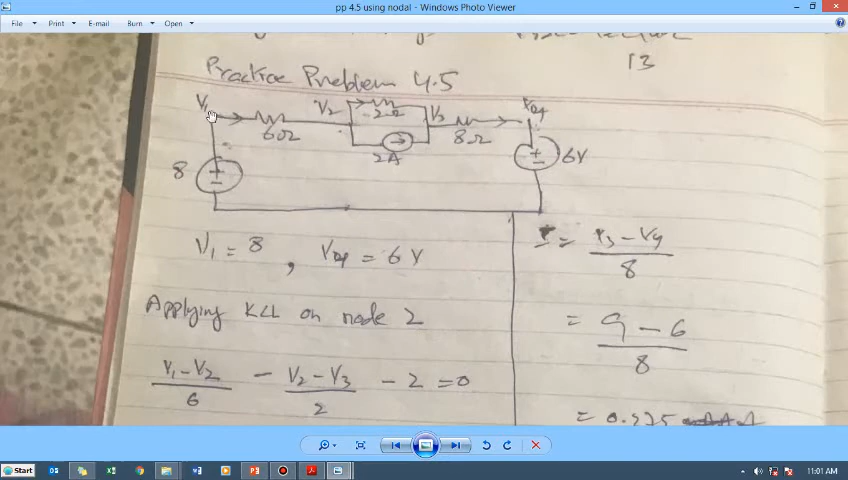 pp 4.5 using nodal - Windows Photo Viewer
File Print E-mail Burn Open
13
Practice Problem 4.5
V1 V2 2Ω V3 V4
6Ω 2A 8Ω
8 + − + − 6V
V1 = 8 , V4 = 6 V
Applying KCL on node 2
V1 − V2 / 6 − V2 − V3 / 2 − 2 = 0
I = V3 − V4 / 8
= 9 − 6 / 8
= 0.375
Start
11:01 AM